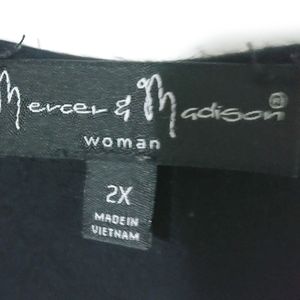 Mercer & Madison®
woman
2X
MADE IN
VIETNAM